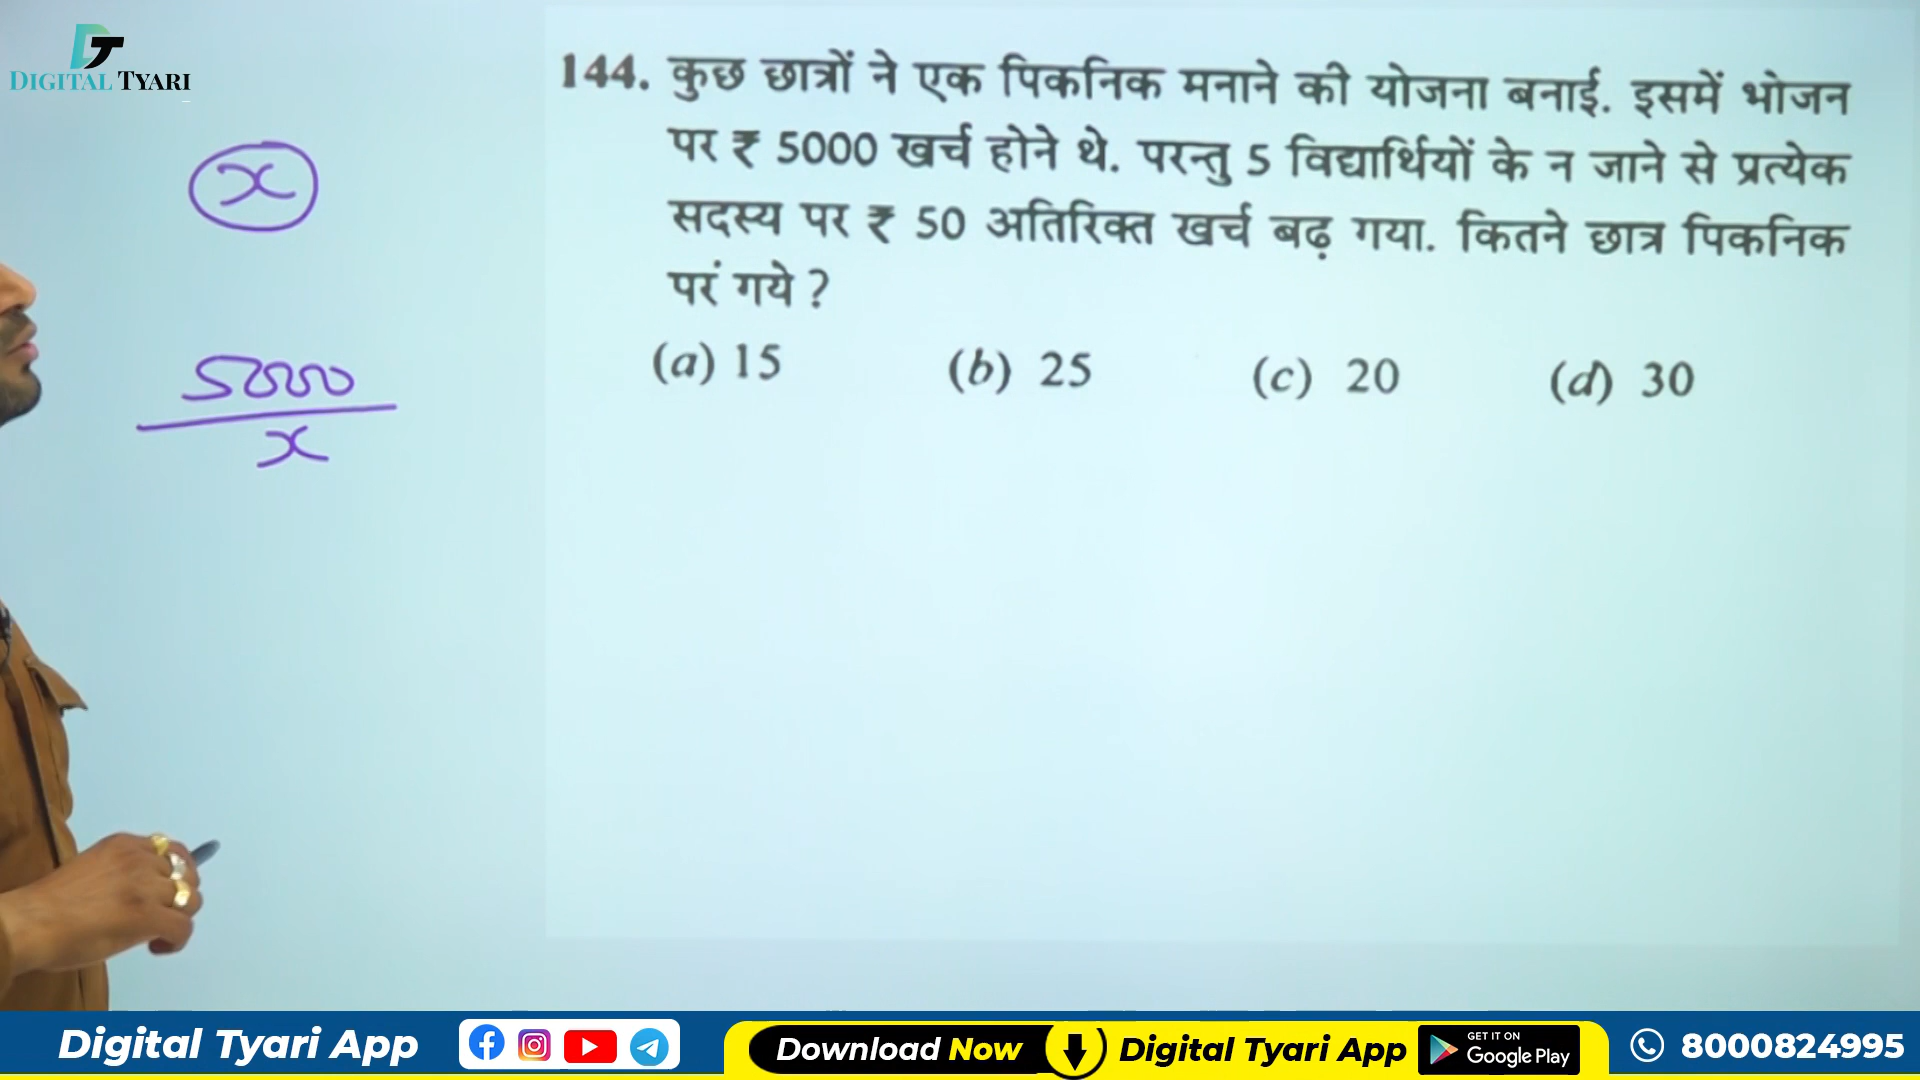 DT
DIGITAL TYARI
144. कुछ छात्रों ने एक पिकनिक मनाने की योजना बनाई. इसमें भोजन
पर ₹ 5000 खर्च होने थे. परन्तु 5 विद्यार्थियों के न जाने से प्रत्येक
सदस्य पर ₹ 50 अतिरिक्त खर्च बढ़ गया. कितने छात्र पिकनिक
परं गये ?
(a) 15 (b) 25 (c) 20 (d) 30
x
5000
x
Digital Tyari App
Download Now
Digital Tyari App
GET IT ON
Google Play
8000824995